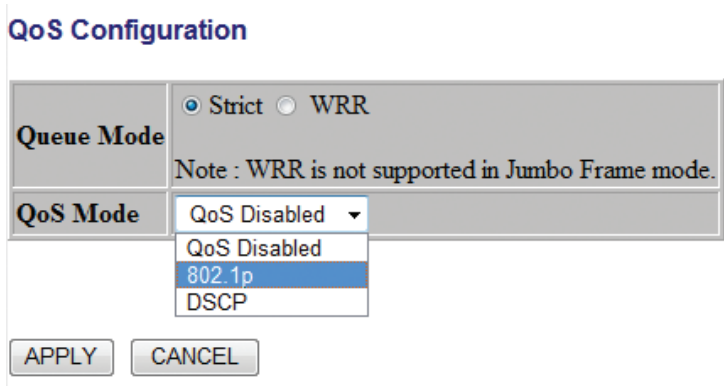 QoS Configuration
Queue Mode
Strict WRR
Note : WRR is not supported in Jumbo Frame mode.
QoS Mode
QoS Disabled
QoS Disabled
802.1p
DSCP
APPLY CANCEL